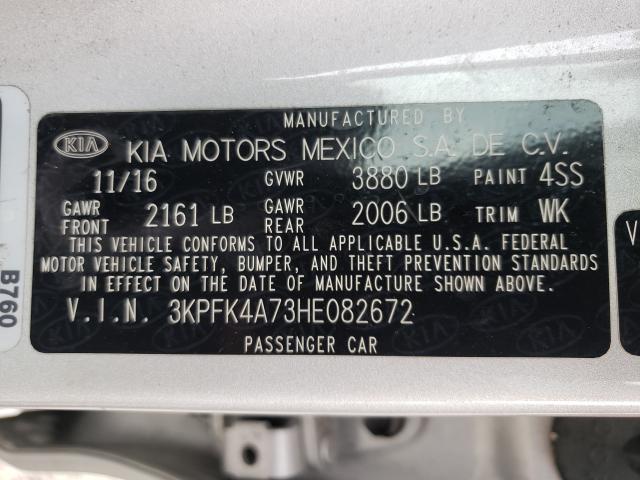 MANUFACTURED BY
KIA KIA MOTORS MEXICO S.A. DE C.V.
11/16 GVWR 3880 LB PAINT 4SS
GAWR FRONT 2161 LB GAWR REAR 2006 LB TRIM WK
THIS VEHICLE CONFORMS TO ALL APPLICABLE U.S.A. FEDERAL
MOTOR VEHICLE SAFETY, BUMPER, AND THEFT PREVENTION STANDARDS
IN EFFECT ON THE DATE OF MANUFACTURE SHOWN ABOVE.
V.I.N. 3KPFK4A73HE082672
PASSENGER CAR
B760
V